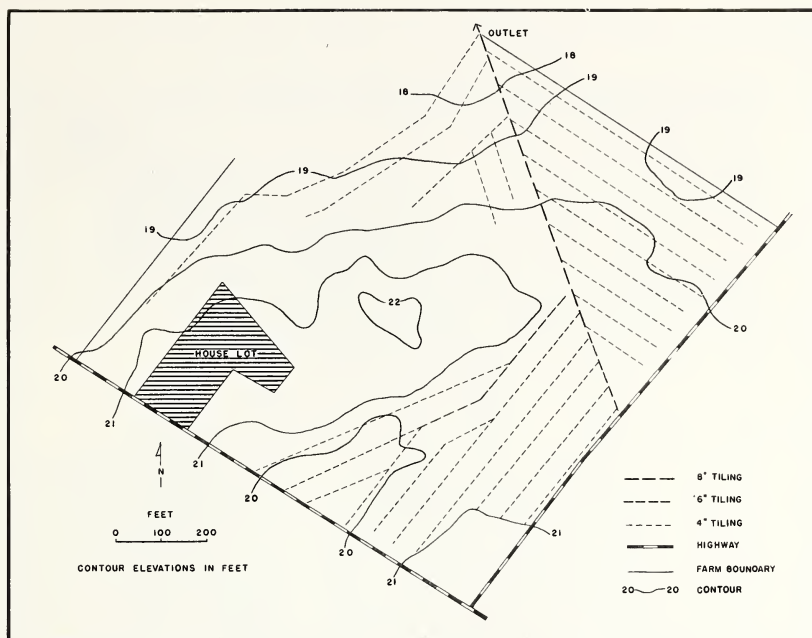 OUTLET
18
18
19
19
19
19
19
22
HOUSE LOT
20
20
21
21
20
N
20
21
21
FEET
0 100 200
CONTOUR ELEVATIONS IN FEET
8" TILING
6" TILING
4" TILING
HIGHWAY
FARM BOUNDARY
20 20 CONTOUR